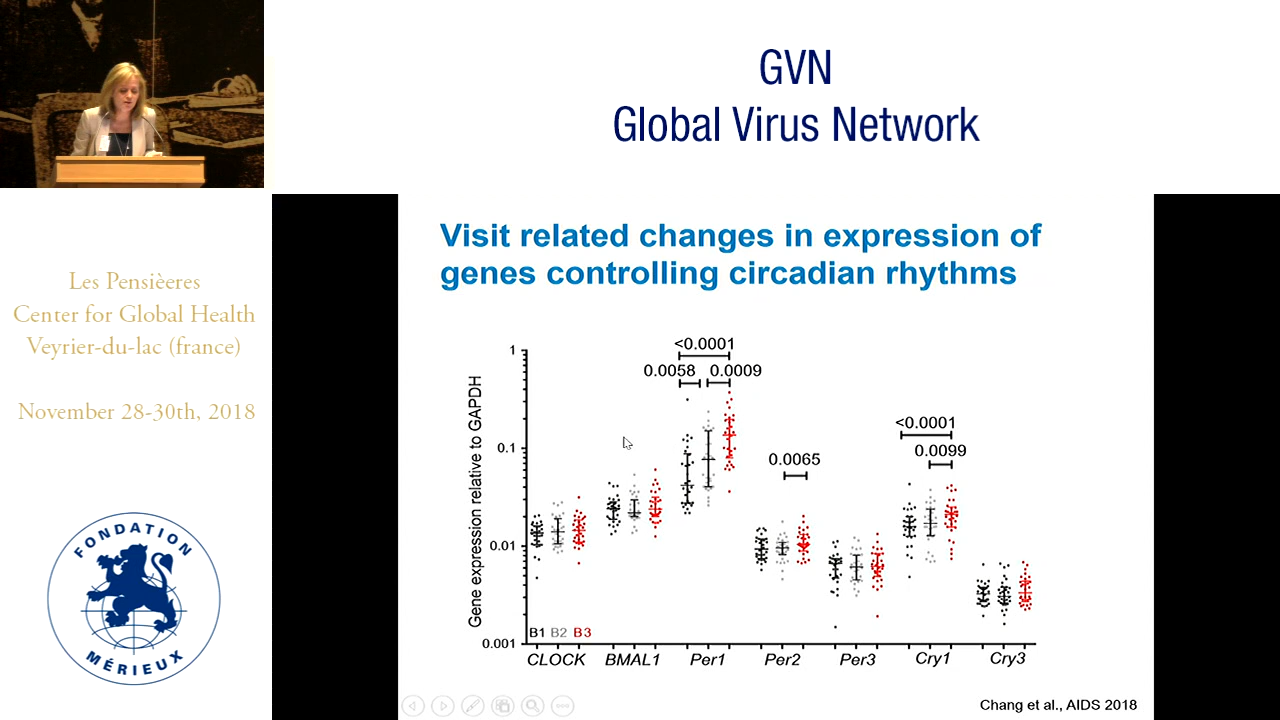 GVN
Global Virus Network
Les Pensièeres
Center for Global Health
Veyrier-du-lac (france)
November 28-30th, 2018
FONDATION
MÉRIEUX
Visit related changes in expression of
genes controlling circadian rhythms
Gene expression relative to GAPDH
1
0.1
0.01
0.001
<0.0001
0.0058 0.0009
0.0065
<0.0001
0.0099
B1 B2 B3
CLOCK BMAL1 Per1 Per2 Per3 Cry1 Cry3
Chang et al., AIDS 2018